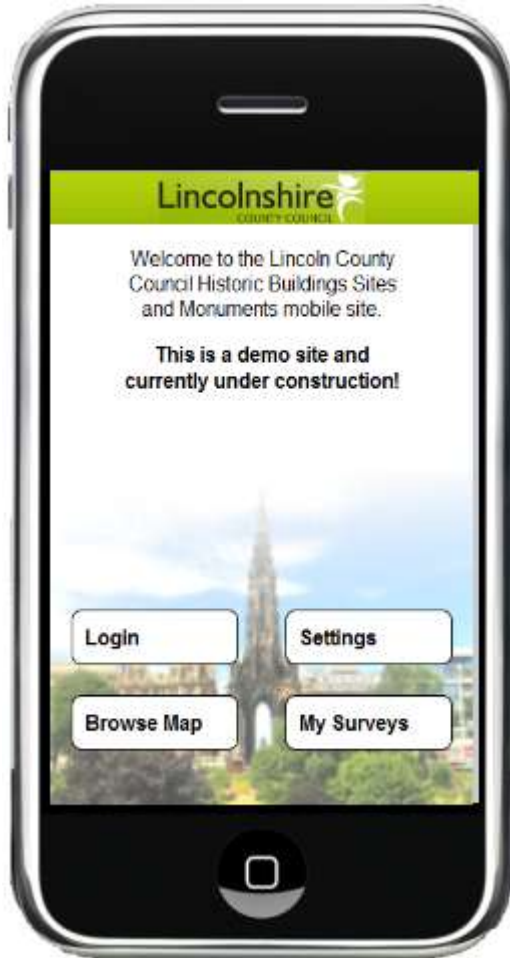 Lincolnshire
COUNTY COUNCIL
Welcome to the Lincoln County
Council Historic Buildings Sites
and Monuments mobile site.
This is a demo site and
currently under construction!
Login
Settings
Browse Map
My Surveys